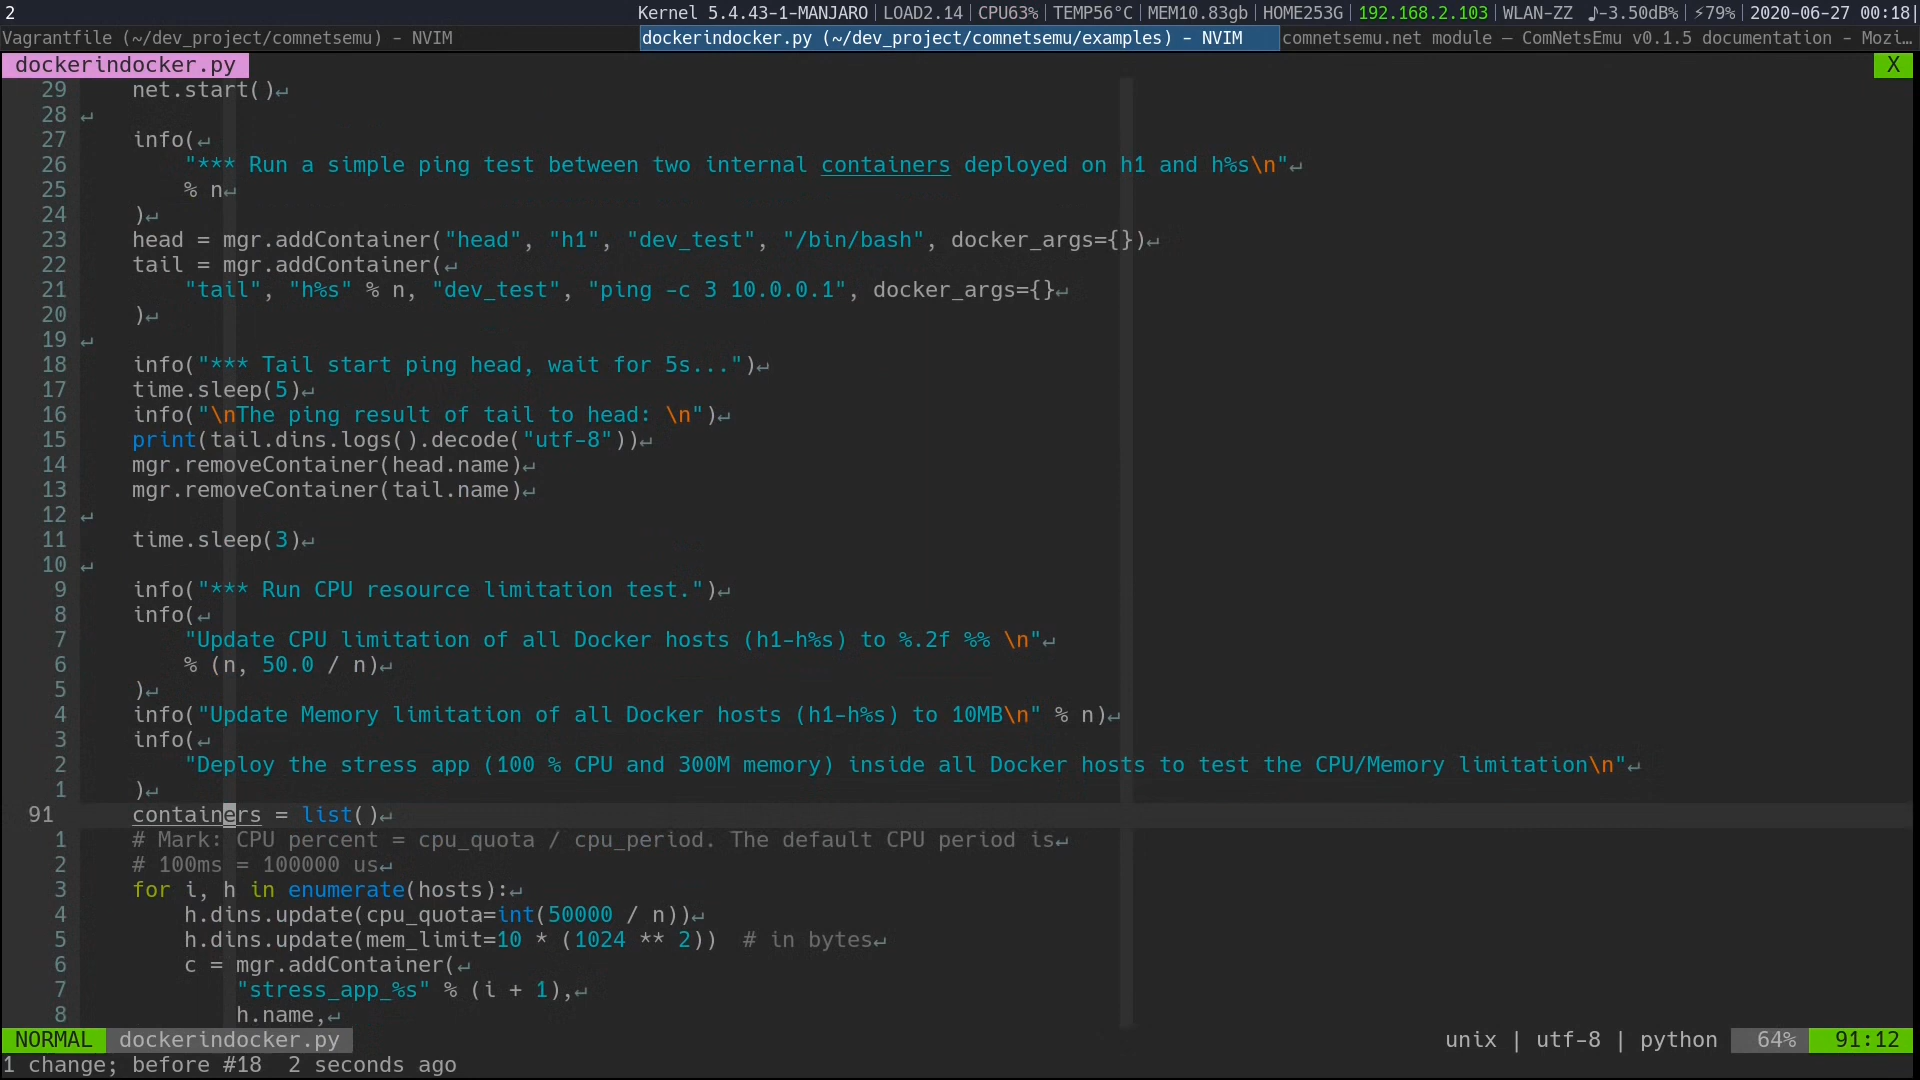 2 Kernel 5.4.43-1-MANJARO | LOAD2.14 | CPU63% | TEMP56°C | MEM10.83gb | HOME253G | 192.168.2.103 | WLAN-ZZ ♪-3.50dB% | ⚡79% | 2020-06-27 00:18|
Vagrantfile (~/dev_project/comnetsemu) - NVIM dockerindocker.py (~/dev_project/comnetsemu/examples) - NVIM comnetsemu.net module — ComNetsEmu v0.1.5 documentation - Mozi…
dockerindocker.py X
29     net.start()↵
28 ↵
27     info(↵
26         "*** Run a simple ping test between two internal containers deployed on h1 and h%s\n"↵
25         % n↵
24     )↵
23     head = mgr.addContainer("head", "h1", "dev_test", "/bin/bash", docker_args={})↵
22     tail = mgr.addContainer(↵
21         "tail", "h%s" % n, "dev_test", "ping -c 3 10.0.0.1", docker_args={}↵
20     )↵
19 ↵
18     info("*** Tail start ping head, wait for 5s...")↵
17     time.sleep(5)↵
16     info("\nThe ping result of tail to head: \n")↵
15     print(tail.dins.logs().decode("utf-8"))↵
14     mgr.removeContainer(head.name)↵
13     mgr.removeContainer(tail.name)↵
12 ↵
11     time.sleep(3)↵
10 ↵
9     info("*** Run CPU resource limitation test.")↵
8     info(↵
7         "Update CPU limitation of all Docker hosts (h1-h%s) to %.2f %% \n"↵
6         % (n, 50.0 / n)↵
5     )↵
4     info("Update Memory limitation of all Docker hosts (h1-h%s) to 10MB\n" % n)↵
3     info(↵
2         "Deploy the stress app (100 % CPU and 300M memory) inside all Docker hosts to test the CPU/Memory limitation\n"↵
1     )↵
91     containers = list()↵
1     # Mark: CPU percent = cpu_quota / cpu_period. The default CPU period is↵
2     # 100ms = 100000 us↵
3     for i, h in enumerate(hosts):↵
4         h.dins.update(cpu_quota=int(50000 / n))↵
5         h.dins.update(mem_limit=10 * (1024 ** 2))  # in bytes↵
6         c = mgr.addContainer(↵
7             "stress_app_%s" % (i + 1),↵
8             h.name,↵
NORMAL dockerindocker.py unix | utf-8 | python 64% 91:12
1 change; before #18  2 seconds ago